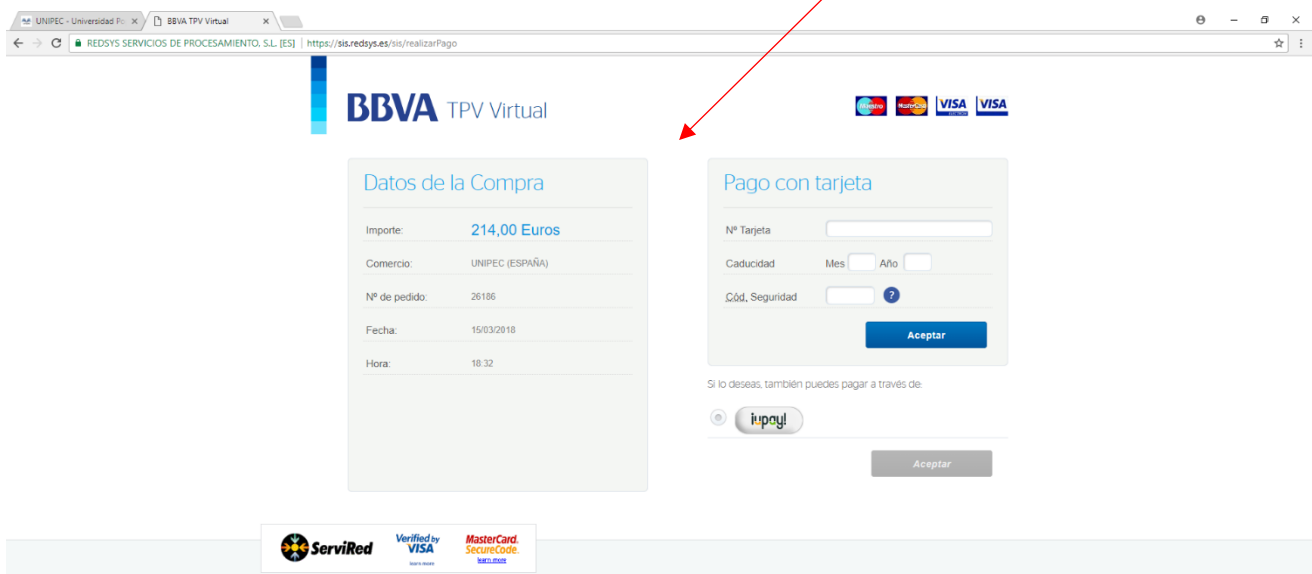 UNIPEC - Universidad Po
BBVA TPV Virtual
REDSYS SERVICIOS DE PROCESAMIENTO, S.L. [ES] | https://sis.redsys.es/sis/realizarPago
BBVA TPV Virtual
Maestro MasterCard VISA ELECTRON VISA
Datos de la Compra
Importe: 214,00 Euros
Comercio: UNIPEC (ESPAÑA)
Nº de pedido: 26186
Fecha: 15/03/2018
Hora: 18:32
Pago con tarjeta
Nº Tarjeta
Caducidad Mes Año
Cód. Seguridad ?
Aceptar
Si lo deseas, también puedes pagar a través de:
iupay!
Aceptar
ServiRed
Verified by
VISA
learn more
MasterCard.
SecureCode.
learn more